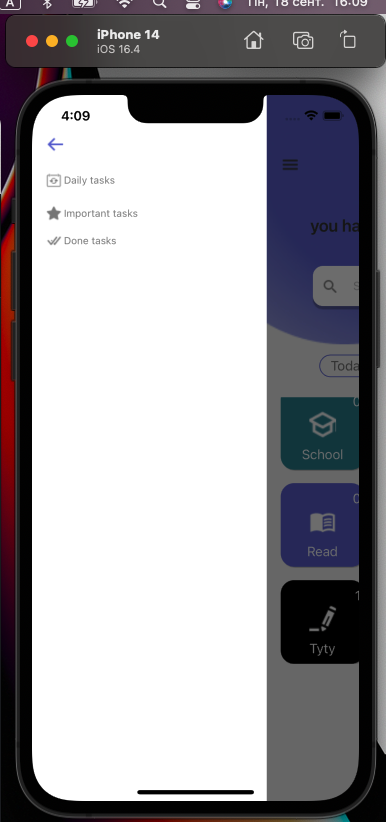 A
Пн, 18 сент. 16:09
iPhone 14
iOS 16.4
4:09
Daily tasks
Important tasks
Done tasks
you ha
S
Toda
0
School
0
Read
1
Tyty